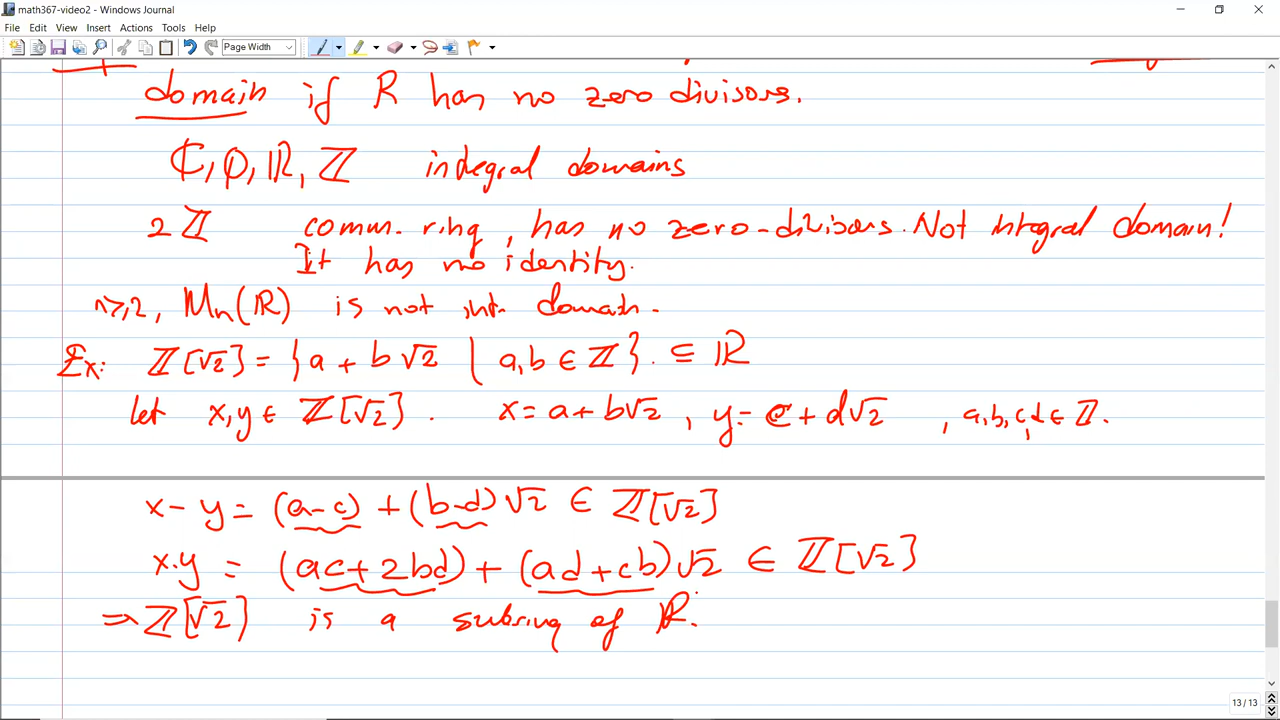 math367-video2 - Windows Journal
File Edit View Insert Actions Tools Help
Page Width
domain if R has no zero divisors.
ℂ, ℚ, ℝ, ℤ integral domains
2ℤ comm. ring, has no zero-divisors. Not integral domain!
It has no identity.
n≥2, Mn(ℝ) is not int. domain.
Ex: ℤ[√2] = {a + b√2 | a,b ∈ ℤ}. ⊆ ℝ
let x,y ∈ ℤ[√2]. x = a + b√2, y = c + d√2, a,b,c,d ∈ ℤ.
x - y = (a-c) + (b-d)√2 ∈ ℤ[√2]
x.y = (ac + 2bd) + (ad + cb)√2 ∈ ℤ[√2]
⇒ ℤ[√2] is a subring of ℝ.
13 / 13